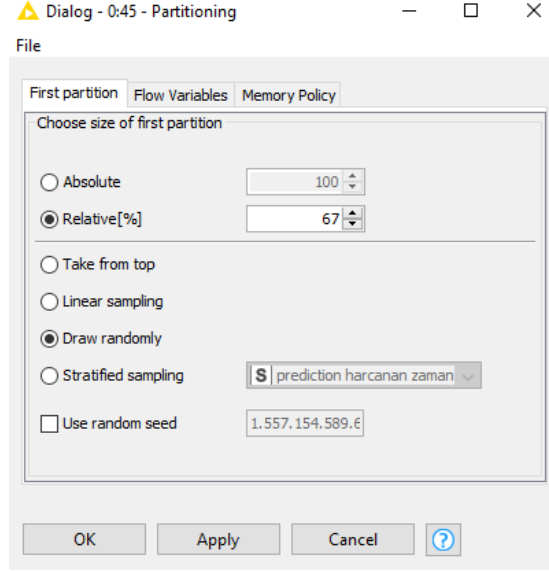 Dialog - 0:45 - Partitioning
File
First partition Flow Variables Memory Policy
Choose size of first partition
Absolute 100
Relative[%] 67
Take from top
Linear sampling
Draw randomly
Stratified sampling S prediction harcanan zaman
Use random seed 1.557.154.589.6
OK Apply Cancel ?